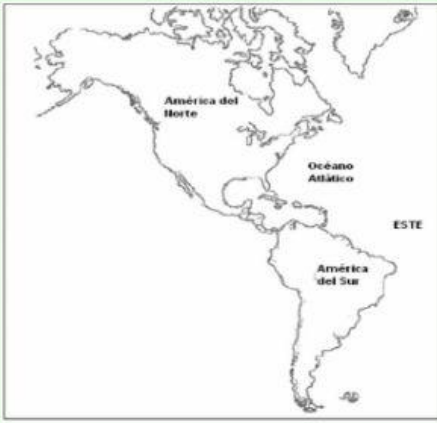 América del
Norte
Océano
Atlático
ESTE
América
del Sur